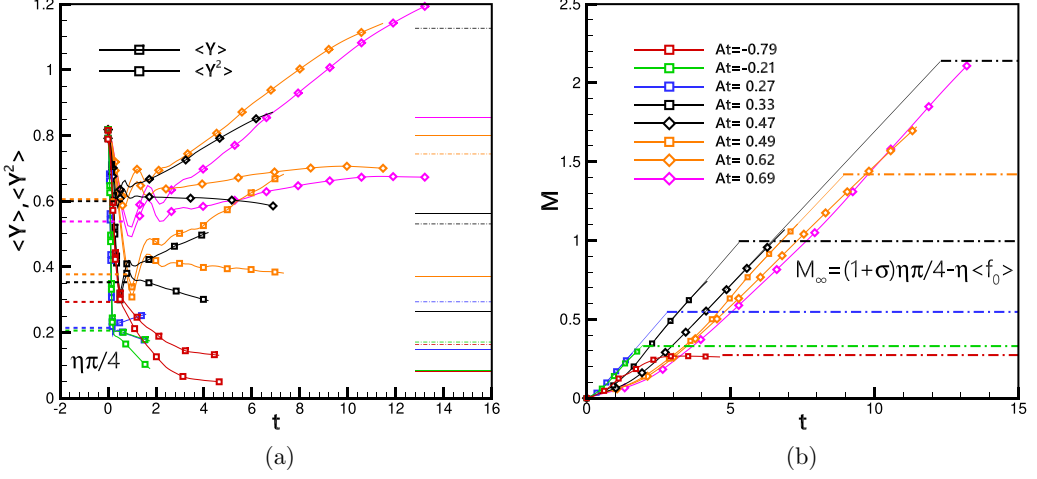 1.2
1
0.8
0.6
0.4
0.2
0
<Y>, <Y²>
<Y>
<Y²>
ηπ/4
-2 0 2 4 6 8 10 12 14 16
t
(a)
2.5
2
1.5
1
0.5
0
M
At=-0.79
At=-0.21
At= 0.27
At= 0.33
At= 0.47
At= 0.49
At= 0.62
At= 0.69
M∞=(1+σ)ηπ/4-η<f₀>
0 5 10 15
t
(b)